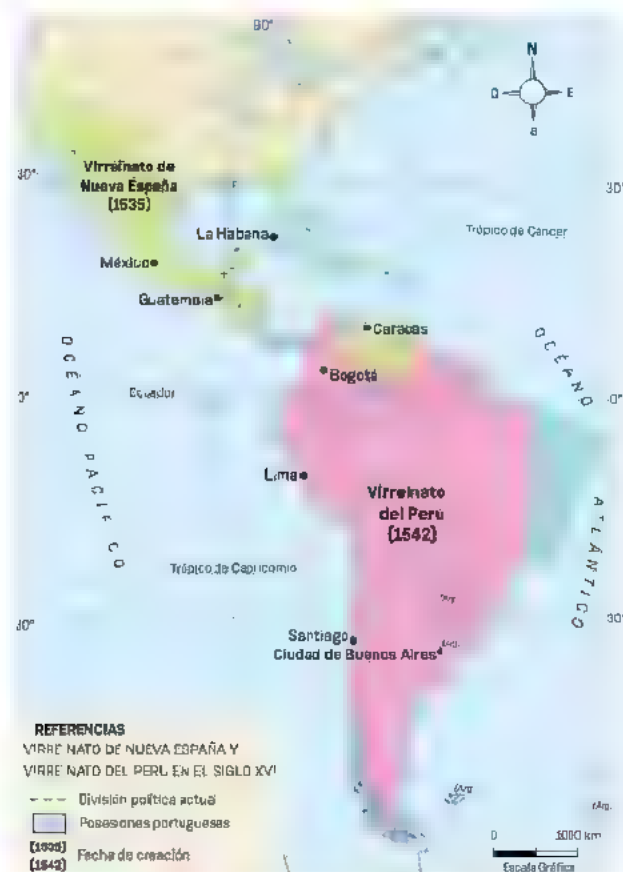 90°
N
O E
s
30°
30°
Virreinato de
Nueva España
(1535)
La Habana
Trópico de Cáncer
México
Guatemala
Caracas
Bogotá
OCÉANO PACÍFICO
OCÉANO
ATLÁNTICO
0°
Ecuador
0°
Lima
Virreinato
del Perú
(1542)
Trópico de Capricornio
30°
30°
Santiago
Ciudad de Buenos Aires
REFERENCIAS
VIRREINATO DE NUEVA ESPAÑA Y
VIRREINATO DEL PERÚ EN EL SIGLO XVI
División política actual
Posesiones portuguesas
(1535)
(1542) Fecha de creación
0 1000 km
Escala Gráfica